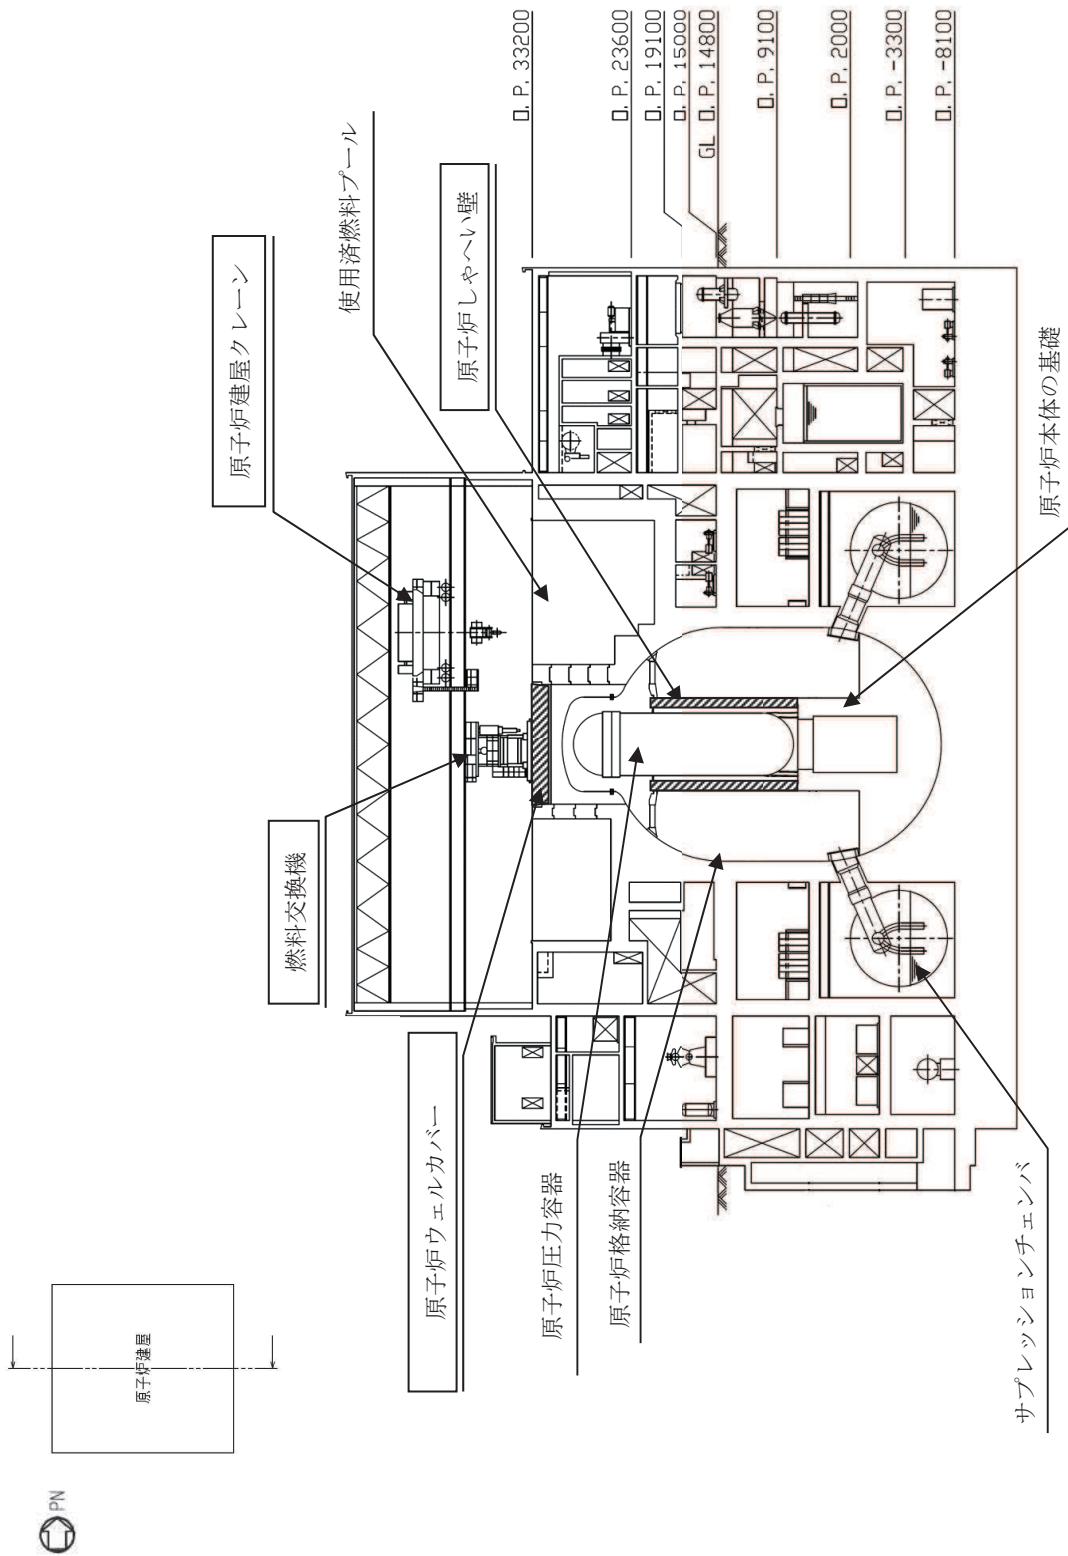 PN
原子炉建屋
原子炉ウェルカバー
原子炉圧力容器
原子炉格納容器
サプレッションチェンバ
燃料交換機
原子炉建屋クレーン
使用済燃料プール
原子炉しゃへい壁
原子炉本体の基礎
O.P. 33200
O.P. 23600
O.P. 19100
O.P. 15000
GL O.P. 14800
O.P. 9100
O.P. 2000
O.P. -3300
O.P. -8100